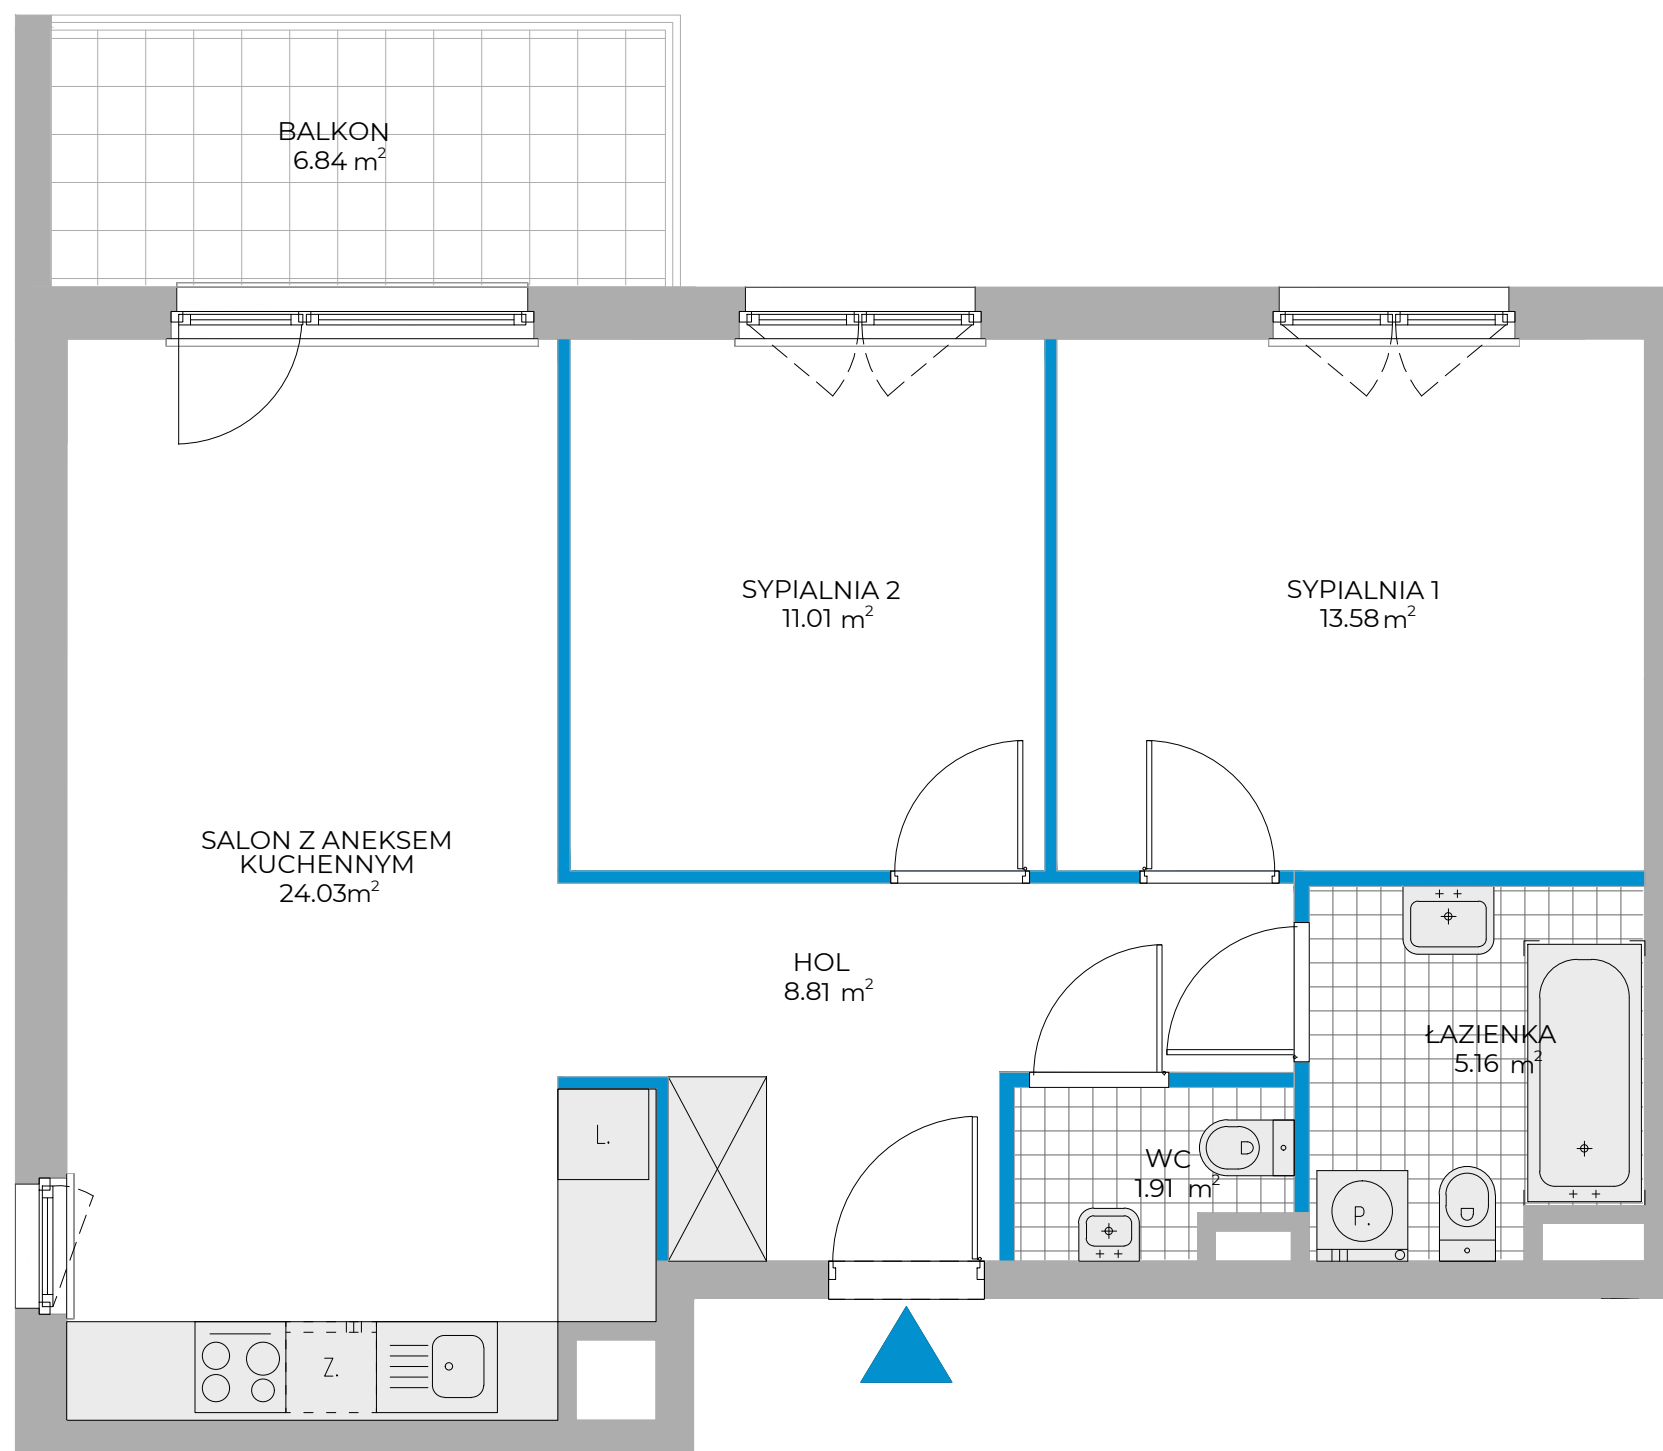 BALKON
6.84 m²
SYPIALNIA 2
11.01 m²
SYPIALNIA 1
13.58 m²
SALON Z ANEKSEM
KUCHENNYM
24.03m²
HOL
8.81 m²
ŁAZIENKA
5.16 m²
L.
WC
1.91 m²
P.
Z.